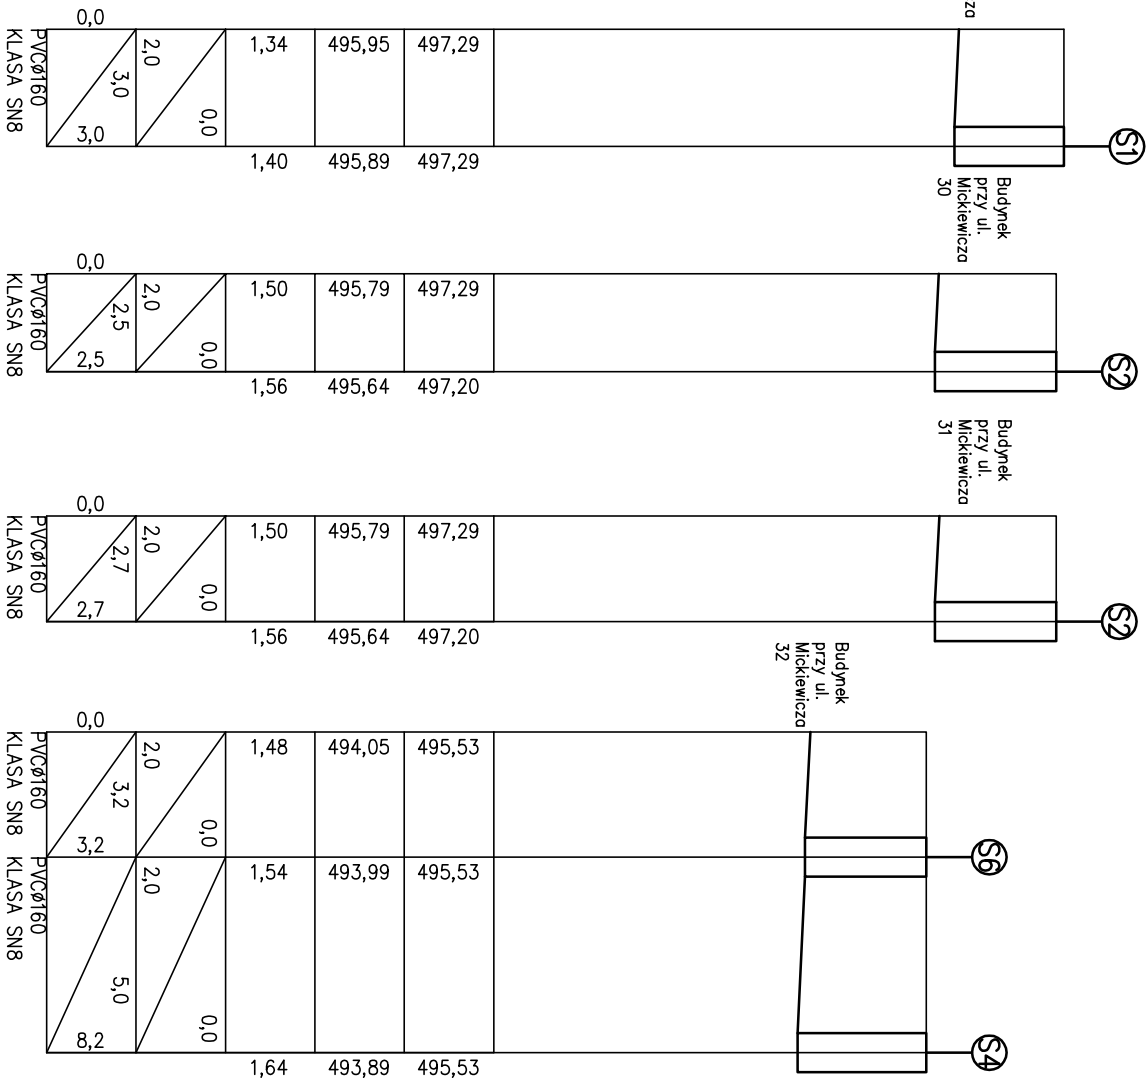 za
S1
497,29
495,95
1,34
2,0
0,0
3,0
0,0
3,0
PVCø160
KLASA SN8
497,29
495,89
1,40
Budynek
przy ul.
Mickiewicza
30
S2
497,29
495,79
1,50
2,0
0,0
2,5
0,0
2,5
PVCø160
KLASA SN8
497,20
495,64
1,56
Budynek
przy ul.
Mickiewicza
31
S2
497,29
495,79
1,50
2,0
0,0
2,7
0,0
2,7
PVCø160
KLASA SN8
497,20
495,64
1,56
Budynek
przy ul.
Mickiewicza
32
S6
495,53
494,05
1,48
2,0
0,0
3,2
0,0
3,2
PVCø160
KLASA SN8
S4
495,53
493,99
1,54
2,0
0,0
5,0
8,2
PVCø160
KLASA SN8
495,53
493,89
1,64